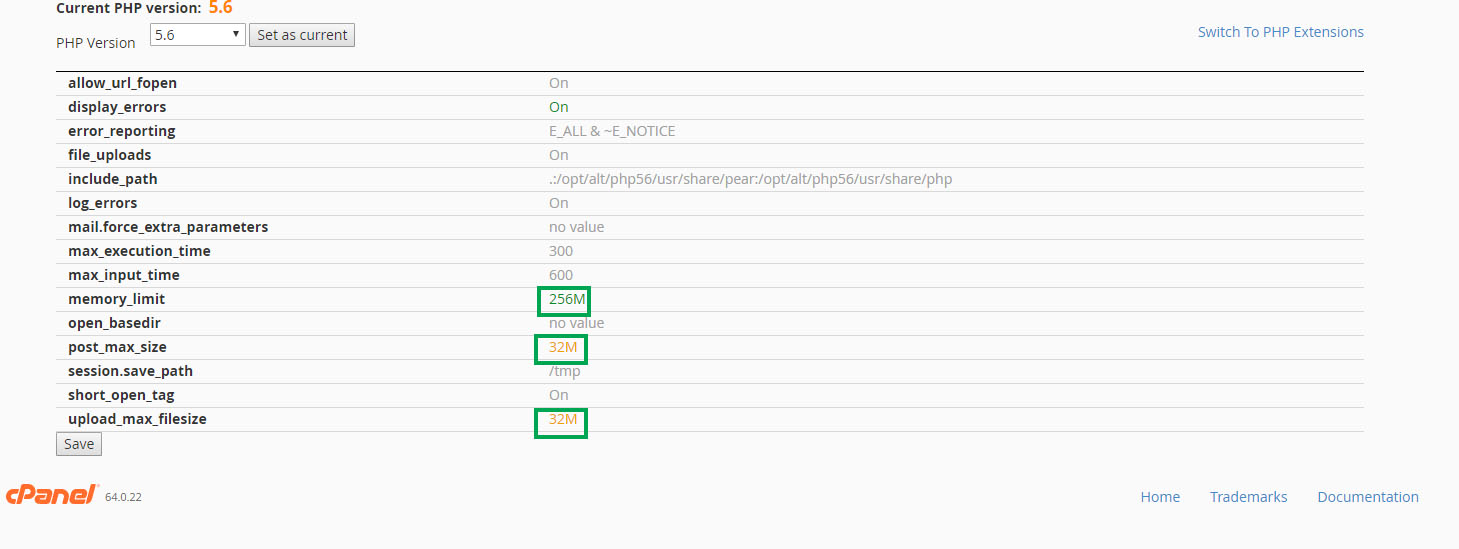 Current PHP version: 5.6
PHP Version 5.6 Set as current Switch To PHP Extensions
allow_url_fopen On
display_errors On
error_reporting E_ALL & ~E_NOTICE
file_uploads On
include_path .:/opt/alt/php56/usr/share/pear:/opt/alt/php56/usr/share/php
log_errors On
mail.force_extra_parameters no value
max_execution_time 300
max_input_time 600
memory_limit 256M
open_basedir no value
post_max_size 32M
session.save_path /tmp
short_open_tag On
upload_max_filesize 32M
Save
cPanel 64.0.22 Home Trademarks Documentation